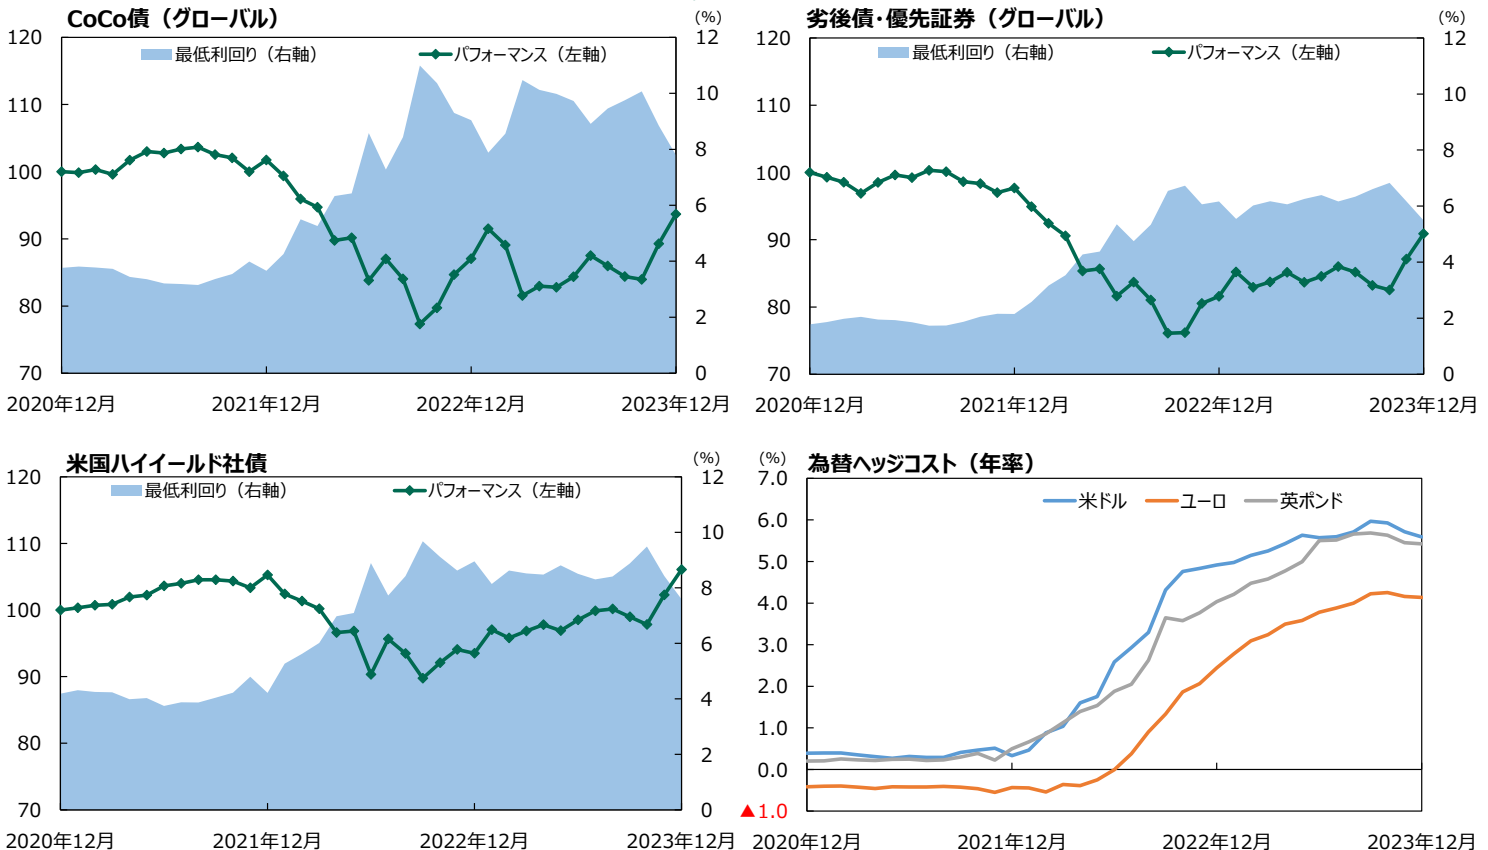 CoCo債（グローバル）
(%)
120
110
100
90
80
70
12
10
8
6
4
2
0
最低利回り（右軸）
パフォーマンス（左軸）
2020年12月
2021年12月
2022年12月
2023年12月
劣後債・優先証券（グローバル）
(%)
120
110
100
90
80
70
12
10
8
6
4
2
0
最低利回り（右軸）
パフォーマンス（左軸）
2020年12月
2021年12月
2022年12月
2023年12月
米国ハイイールド社債
(%)
120
110
100
90
80
70
12
10
8
6
4
2
0
最低利回り（右軸）
パフォーマンス（左軸）
2020年12月
2021年12月
2022年12月
2023年12月
(%)
為替ヘッジコスト（年率）
7.0
6.0
5.0
4.0
3.0
2.0
1.0
0.0
▲1.0
米ドル
ユーロ
英ポンド
2020年12月
2021年12月
2022年12月
2023年12月